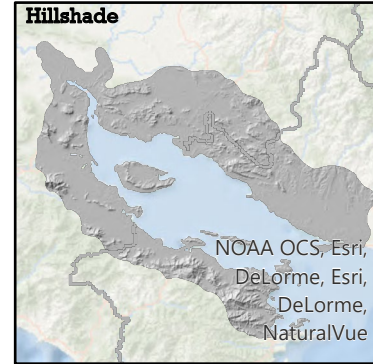 Hillshade
NOAA OCS, Esri,
DeLorme, Esri,
DeLorme,
NaturalVue